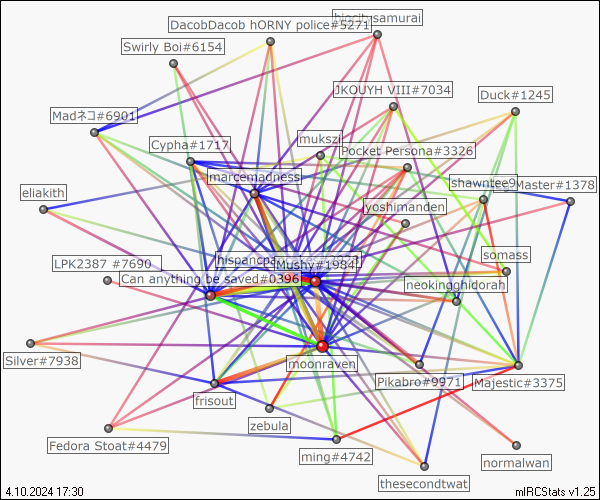 DacobDacob hORNY police#5271
bigcitysamurai
Swirly Boi#6154
JKOUYH VIII#7034
Duck#1245
Madネコ#6901
Cypha#1717
mukszi
Pocket Persona#3326
marcemadness
shawntee9
Master#1378
eliakith
yoshimanden
somass
LPK2387 #7690
Mushy#1984
Can anything be saved#0396
neokingghidorah
Silver#7938
moonraven
Pikabro#9971
Majestic#3375
frisout
zebula
Fedora Stoat#4479
ming#4742
normalwan
thesecondtwat
4.10.2024 17:30
mIRCStats v1.25